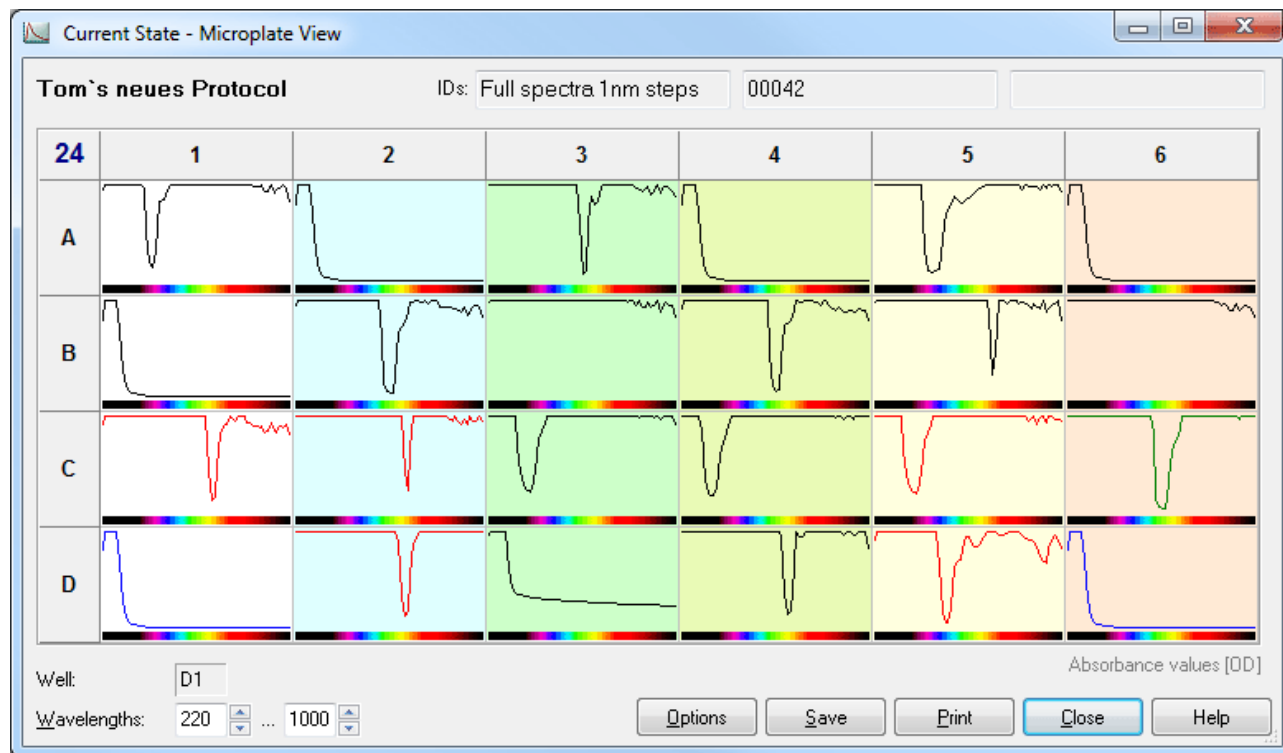 Current State - Microplate View
Tom`s neues Protocol IDs: Full spectra 1nm steps 00042
24 1 2 3 4 5 6
A
B
C
D
Absorbance values [OD]
Well: D1
Wavelengths: 220 ... 1000 Options Save Print Close Help